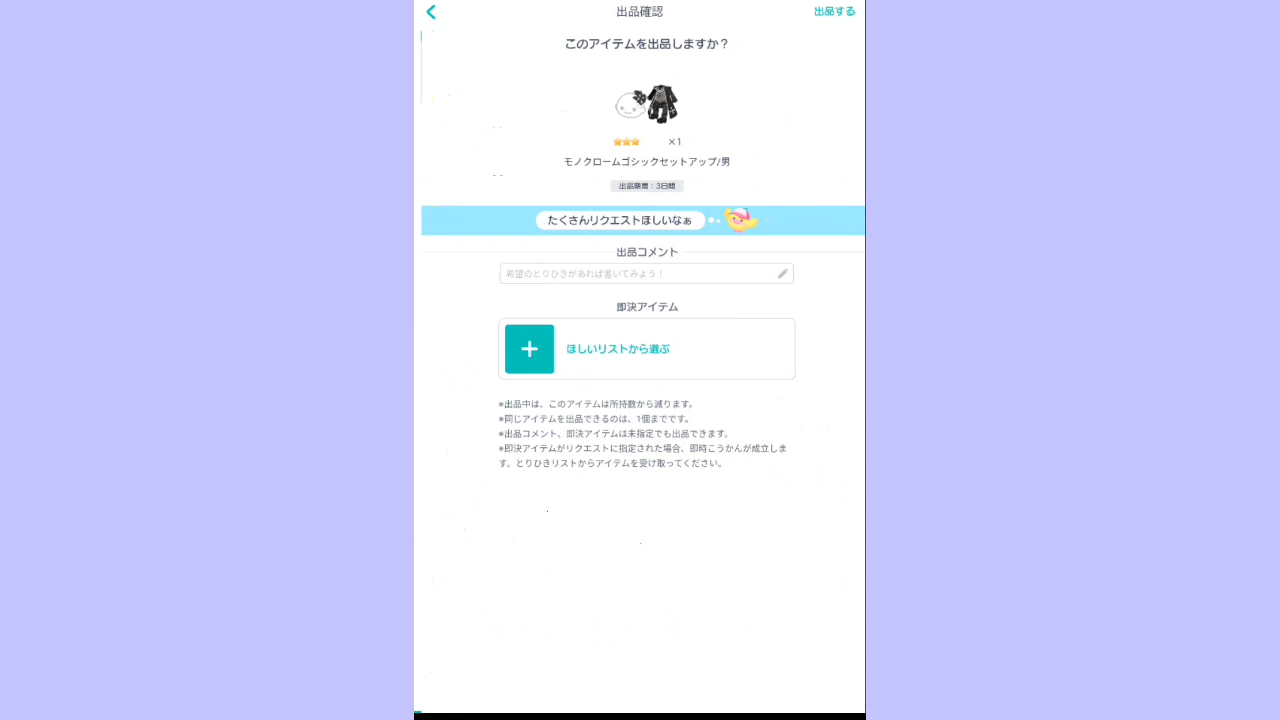 出品確認
出品する
このアイテムを出品しますか？
×1
モノクロームゴシックセットアップ/男
出品期間：3日間
たくさんリクエストほしいなぁ
出品コメント
希望のとりひきがあれば書いてみよう！
即決アイテム
ほしいリストから選ぶ
※出品中は、このアイテムは所持数から減ります。
※同じアイテムを出品できるのは、1個までです。
※出品コメント、即決アイテムは未指定でも出品できます。
※即決アイテムがリクエストに指定された場合、即時こうかんが成立しま
す。とりひきリストからアイテムを受け取ってください。